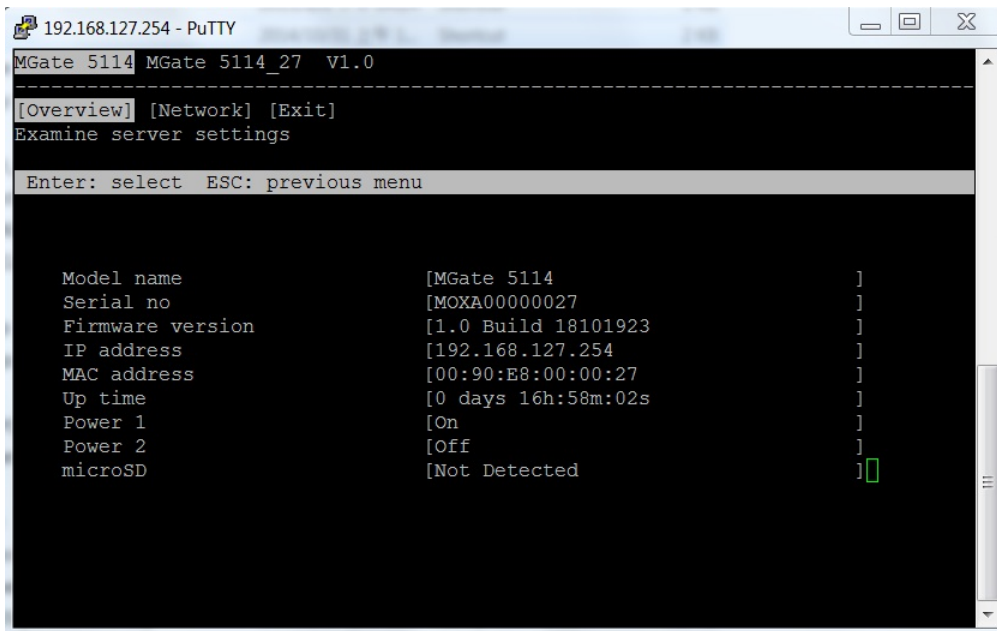 192.168.127.254 - PuTTY
MGate 5114 MGate 5114_27 V1.0
--------------------------------------------------------------------------------
[Overview] [Network] [Exit]
Examine server settings
Enter: select ESC: previous menu
Model name [MGate 5114 ]
Serial no [MOXA00000027 ]
Firmware version [1.0 Build 18101923 ]
IP address [192.168.127.254 ]
MAC address [00:90:E8:00:00:27 ]
Up time [0 days 16h:58m:02s ]
Power 1 [On ]
Power 2 [Off ]
microSD [Not Detected ]